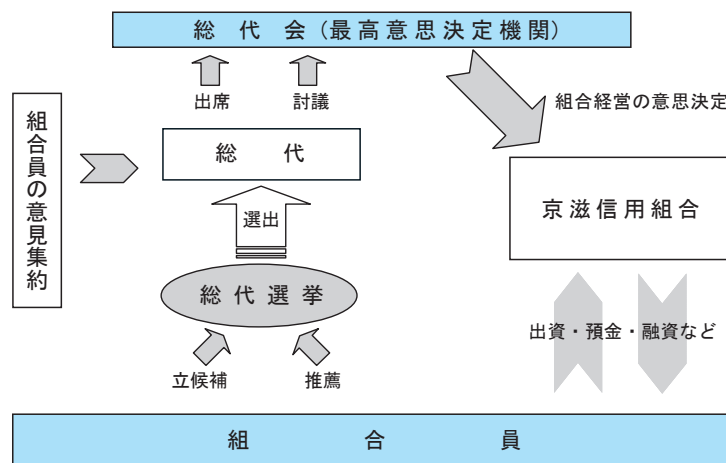 総代会（最高意思決定機関）
出席
討議
組合経営の意思決定
組合員の意見集約
総代
京滋信用組合
選出
総代選挙
出資・預金・融資など
立候補
推薦
組合員